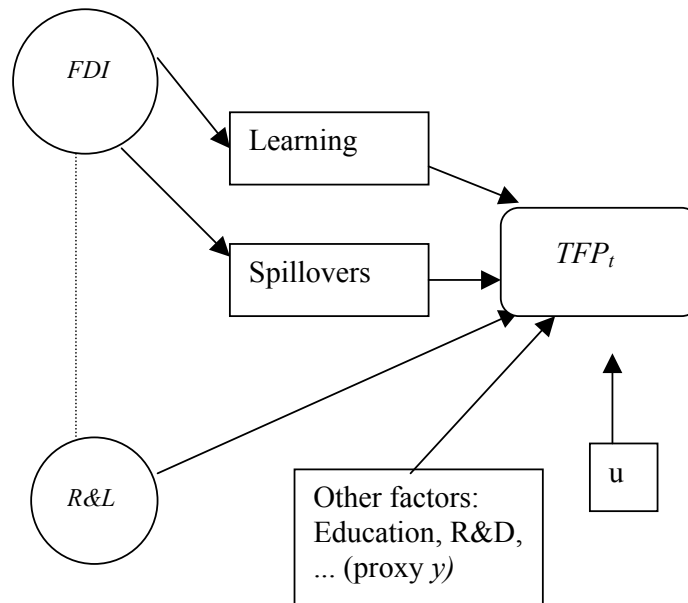 FDI
Learning
Spillovers
TFPt
R&L
Other factors:
Education, R&D,
... (proxy y)
u